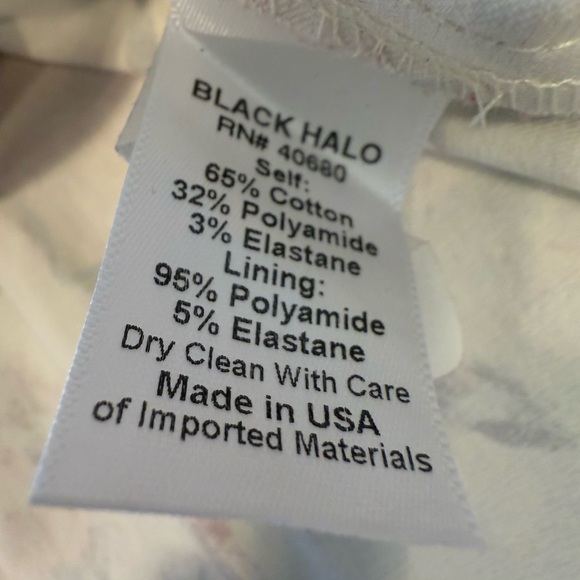 BLACK HALO
RN# 40680
Self:
65% Cotton
32% Polyamide
3% Elastane
Lining:
95% Polyamide
5% Elastane
Dry Clean With Care
Made in USA
of Imported Materials